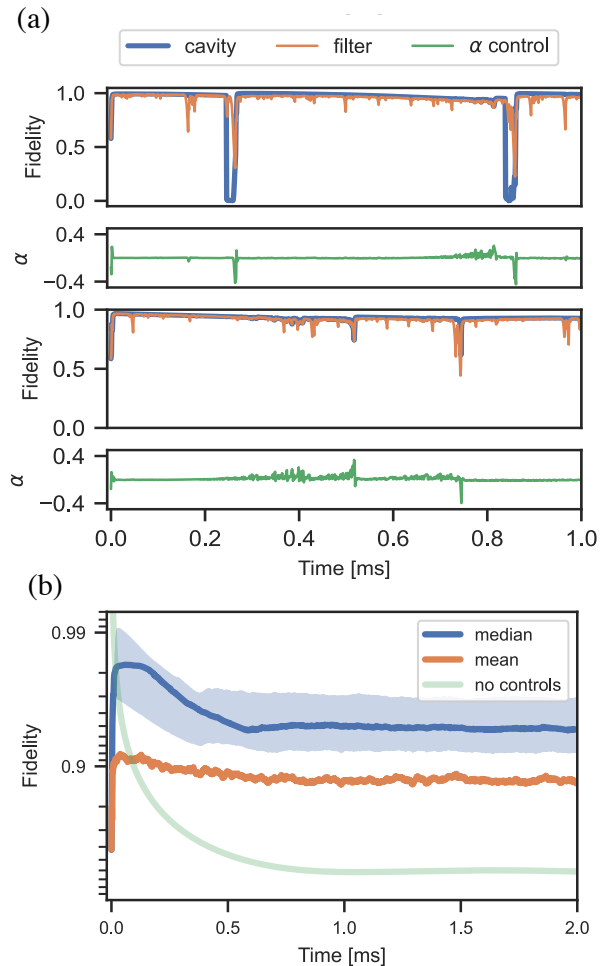 (a)
cavity filter α control
1.0
0.5
0.0
Fidelity
0.4
−0.4
α
1.0
0.5
0.0
Fidelity
0.4
−0.4
α
0.0 0.2 0.4 0.6 0.8 1.0
Time [ms]
(b)
median
mean
no controls
0.99
0.9
Fidelity
0.0 0.5 1.0 1.5 2.0
Time [ms]